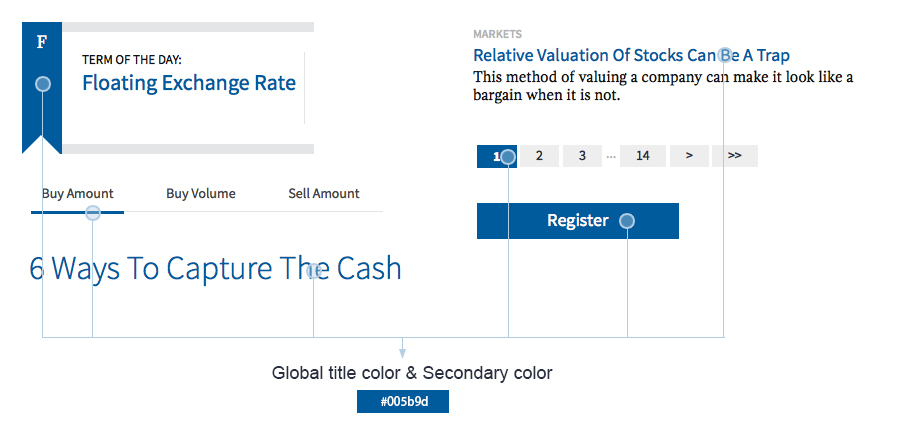 F
TERM OF THE DAY:
Floating Exchange Rate
MARKETS
Relative Valuation Of Stocks Can Be A Trap
This method of valuing a company can make it look like a
bargain when it is not.
1 2 3 ... 14 > >>
Buy Amount Buy Volume Sell Amount
Register
6 Ways To Capture The Cash
Global title color & Secondary color
#005b9d